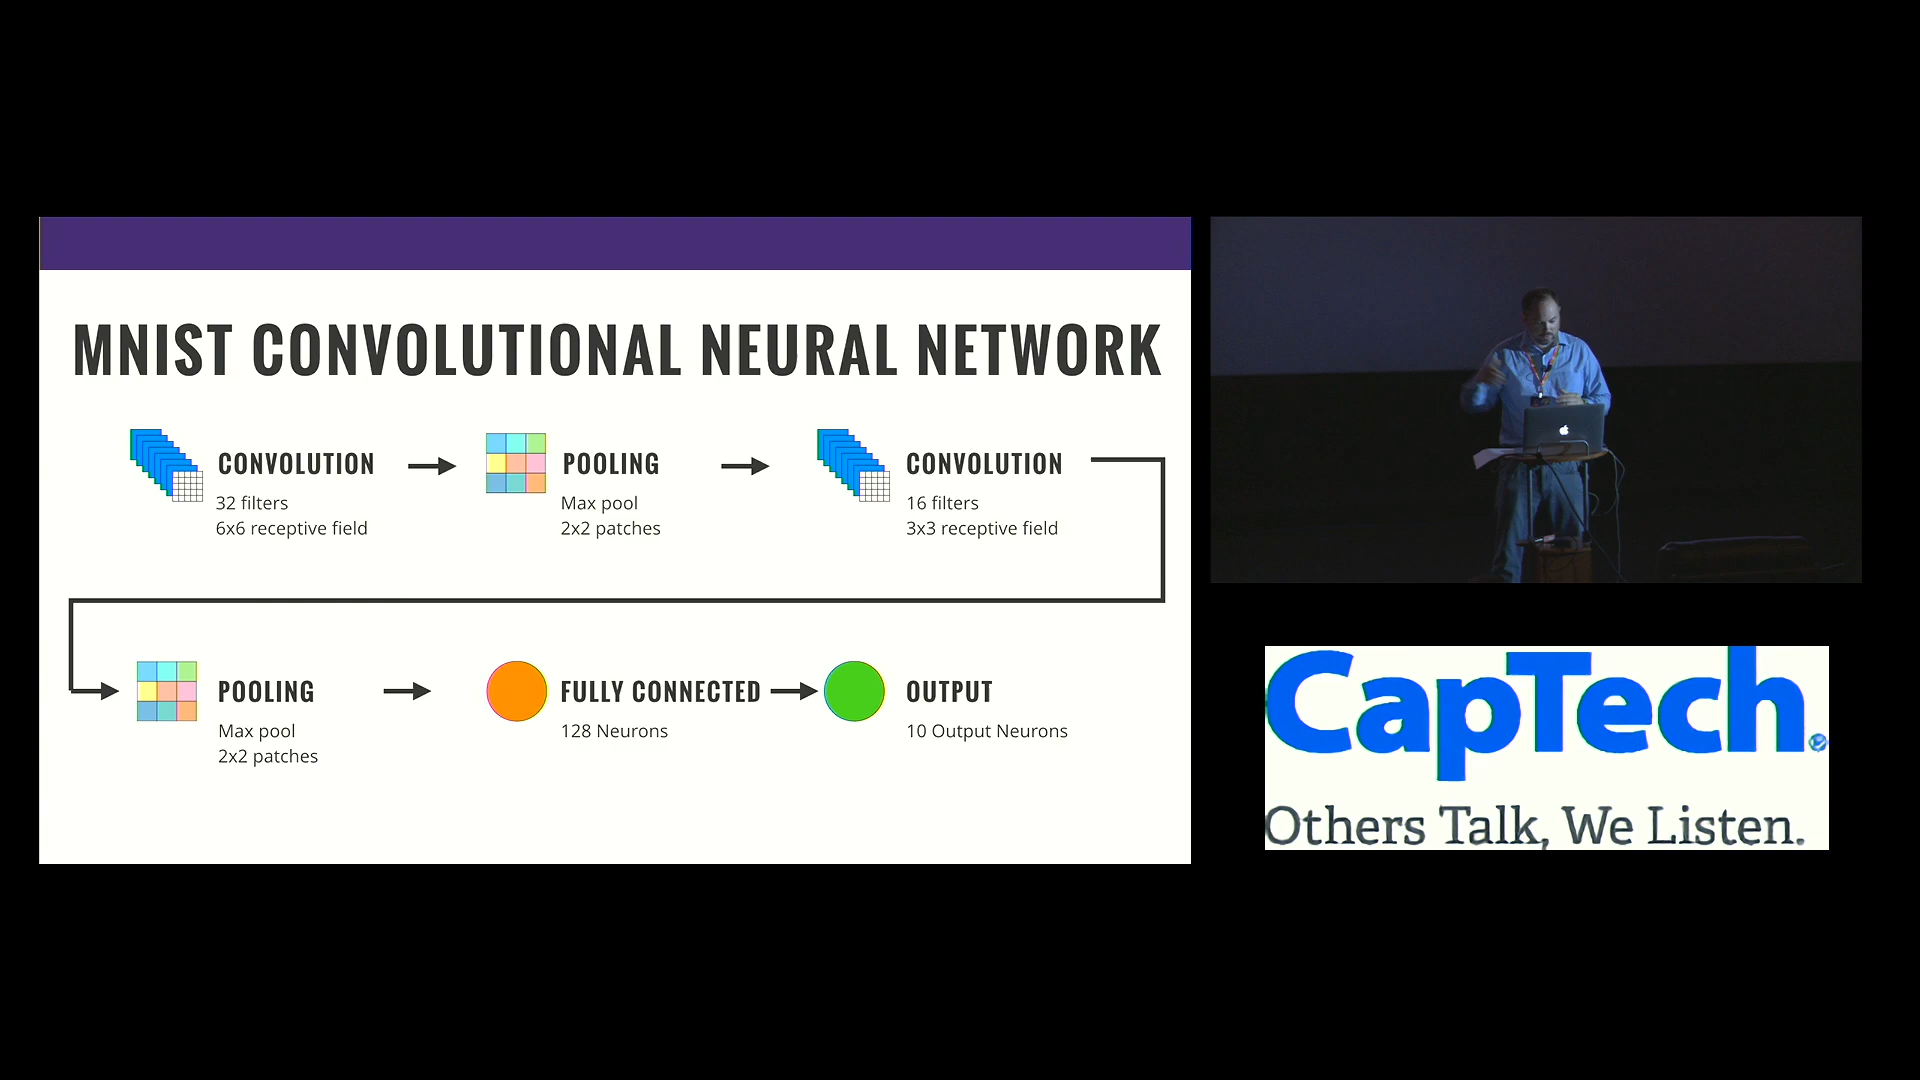 MNIST CONVOLUTIONAL NEURAL NETWORK
CONVOLUTION
32 filters
6x6 receptive field
POOLING
Max pool
2x2 patches
CONVOLUTION
16 filters
3x3 receptive field
POOLING
Max pool
2x2 patches
FULLY CONNECTED
128 Neurons
OUTPUT
10 Output Neurons
CapTech.
Others Talk, We Listen.